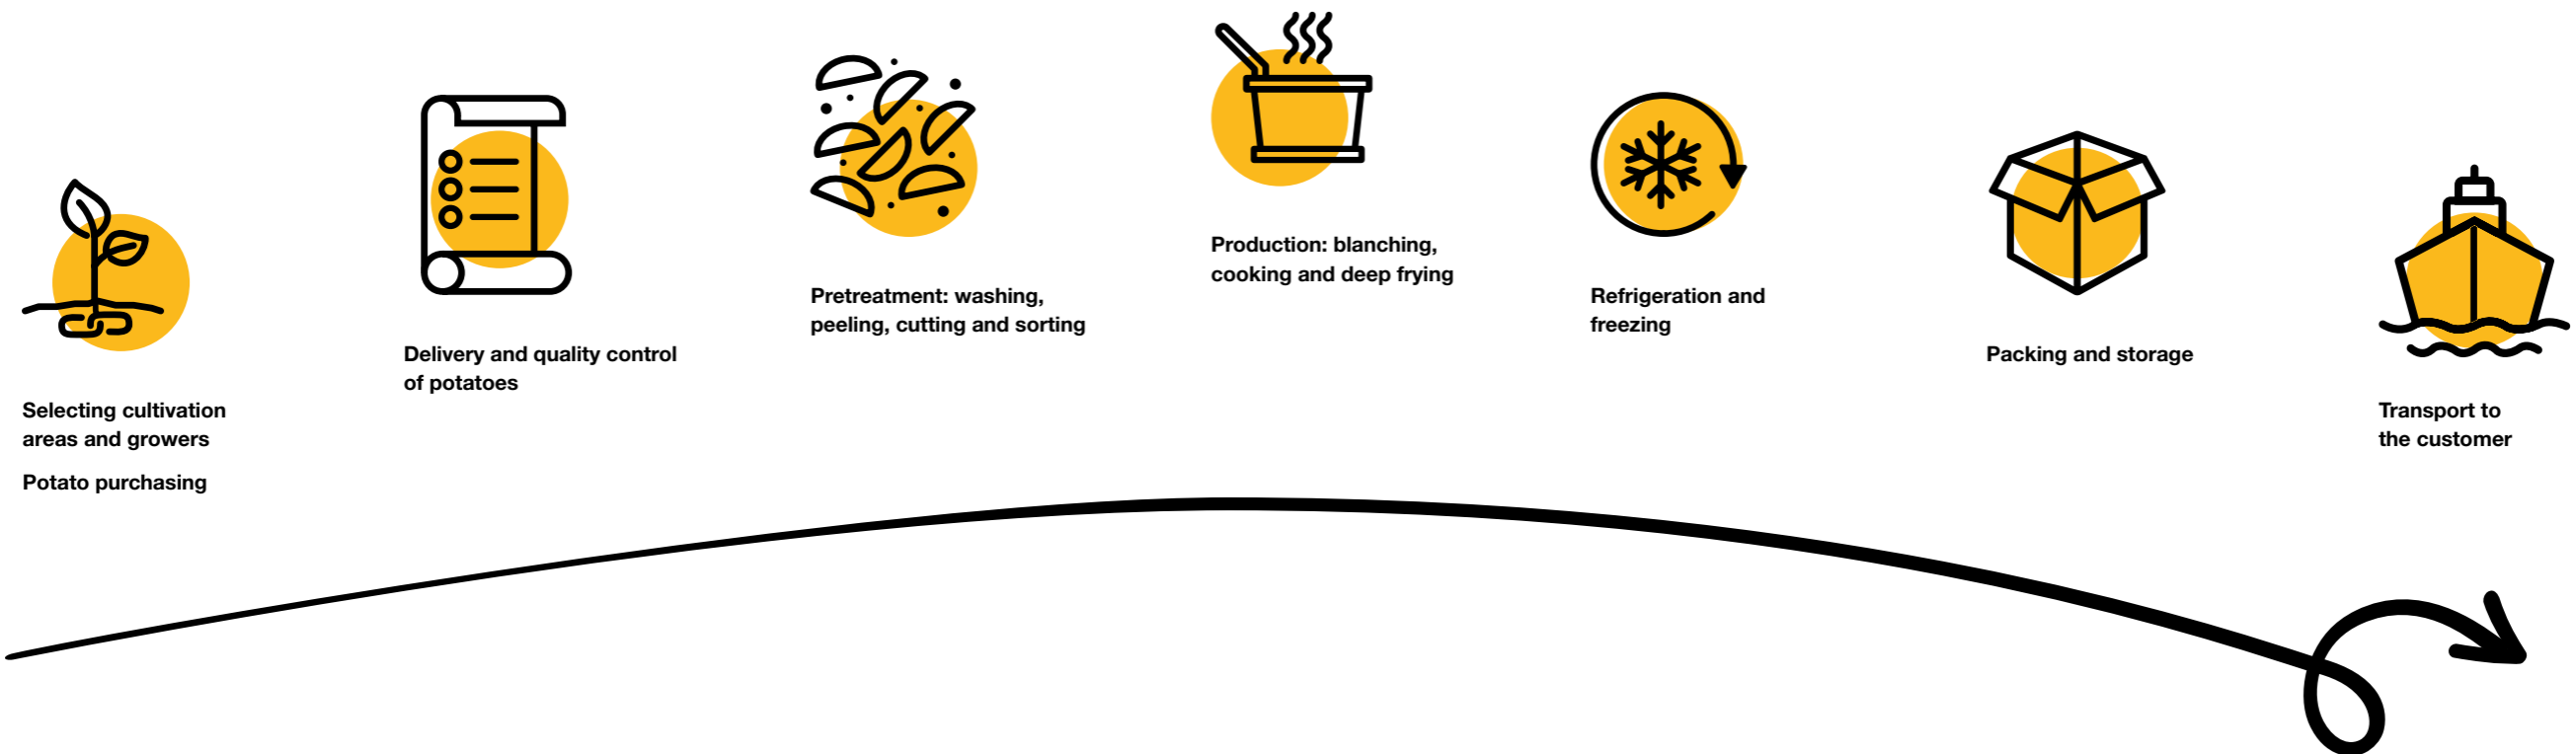 Selecting cultivation
areas and growers
Potato purchasing
Delivery and quality control
of potatoes
Pretreatment: washing,
peeling, cutting and sorting
Production: blanching,
cooking and deep frying
Refrigeration and
freezing
Packing and storage
Transport to
the customer